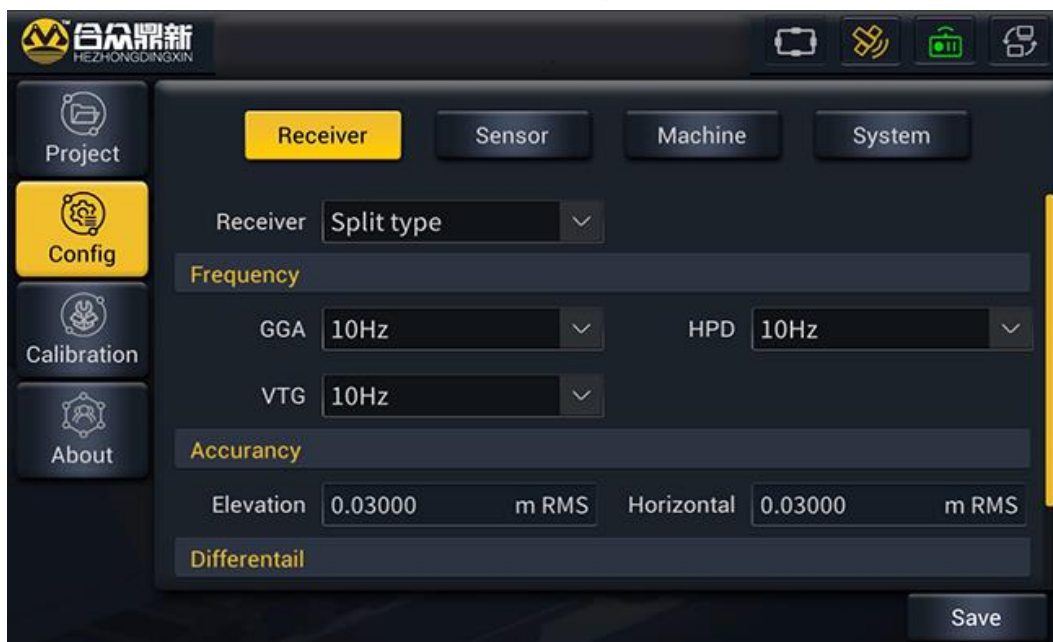 合众鼎新
HEZHONGDINGXIN
Project
Config
Calibration
About
Receiver Sensor Machine System
Receiver Split type
Frequency
GGA 10Hz HPD 10Hz
VTG 10Hz
Accurancy
Elevation 0.03000 m RMS Horizontal 0.03000 m RMS
Differentail
Save